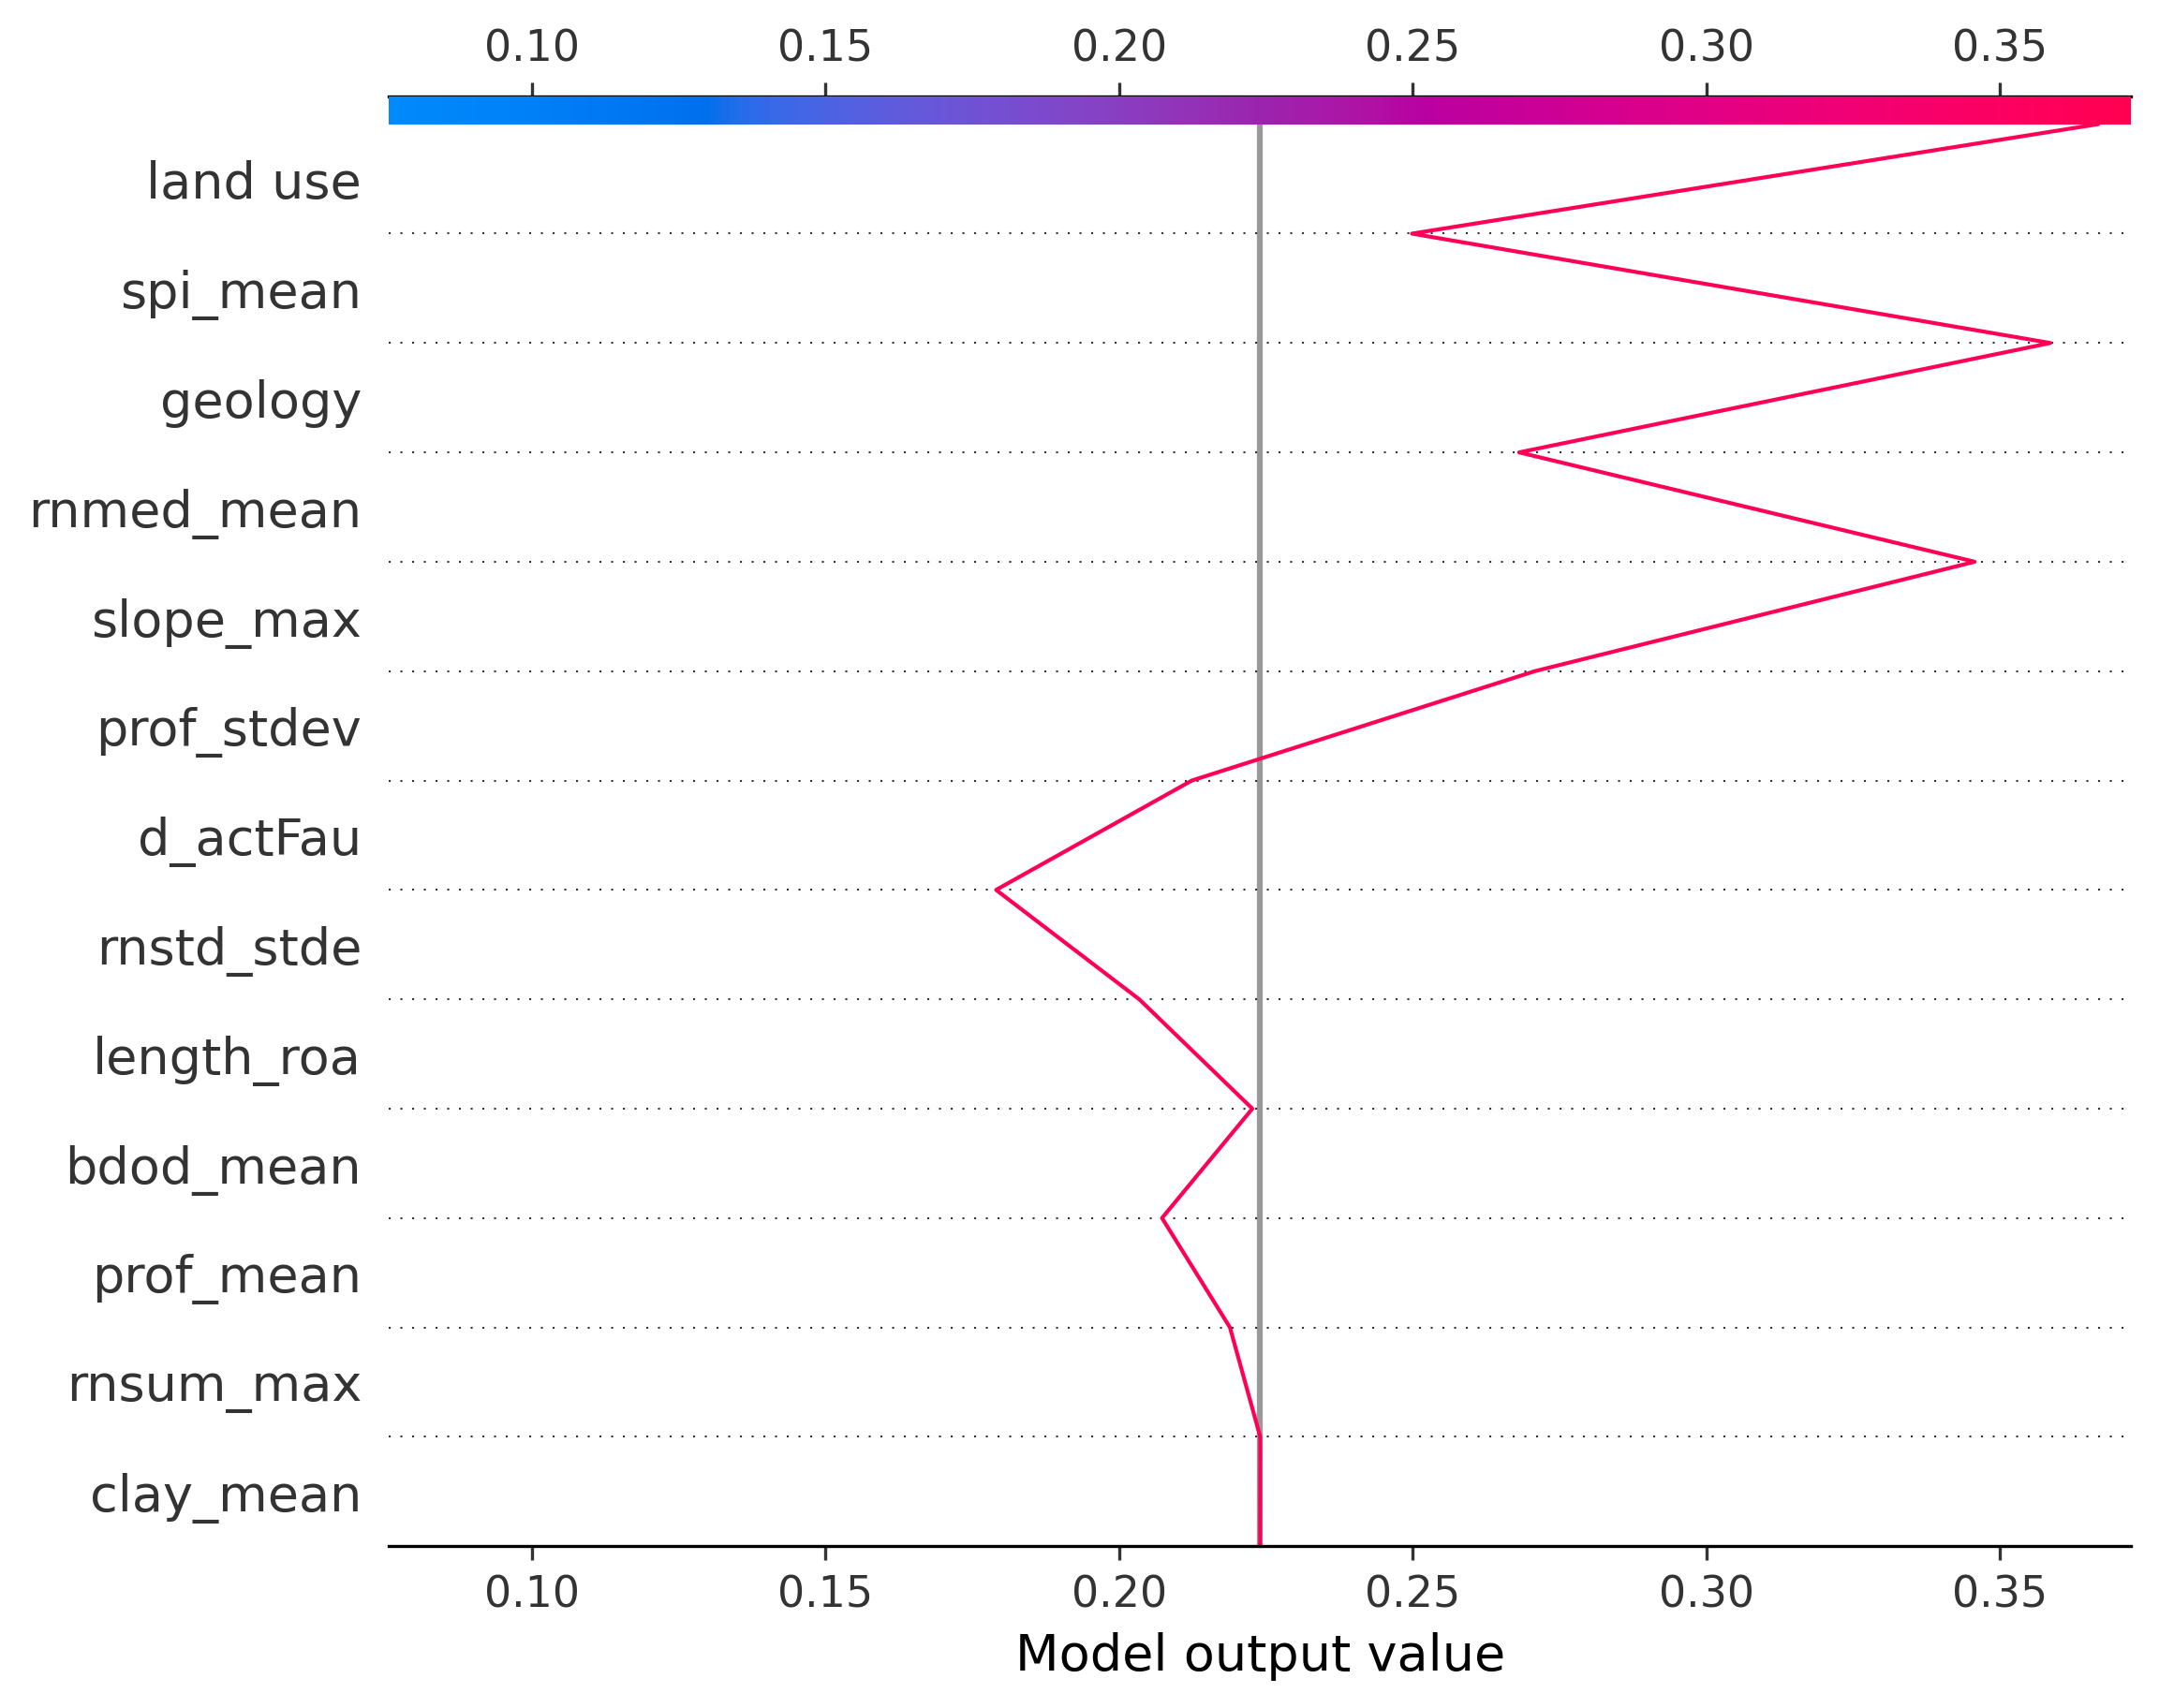 0.10 0.15 0.20 0.25 0.30 0.35
land use
spi_mean
geology
rnmed_mean
slope_max
prof_stdev
d_actFau
rnstd_stde
length_roa
bdod_mean
prof_mean
rnsum_max
clay_mean
0.10 0.15 0.20 0.25 0.30 0.35
Model output value